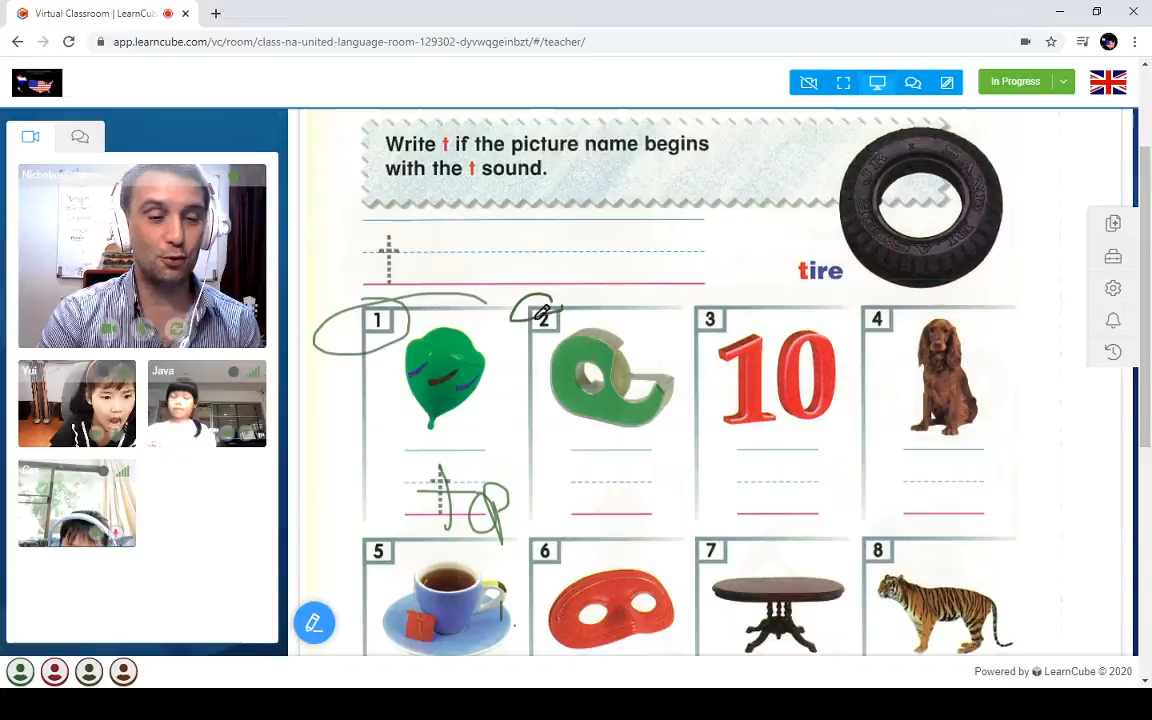 Virtual Classroom | LearnCub
app.learncube.com/vc/room/class-na-united-language-room-129302-dyvwqgeinbzt/#/teacher/
In Progress
Nicholas
Yui
Java
Write t if the picture name begins
with the t sound.
t
tire
1
2
3
4
10
t
5
6
7
8
Powered by LearnCube © 2020